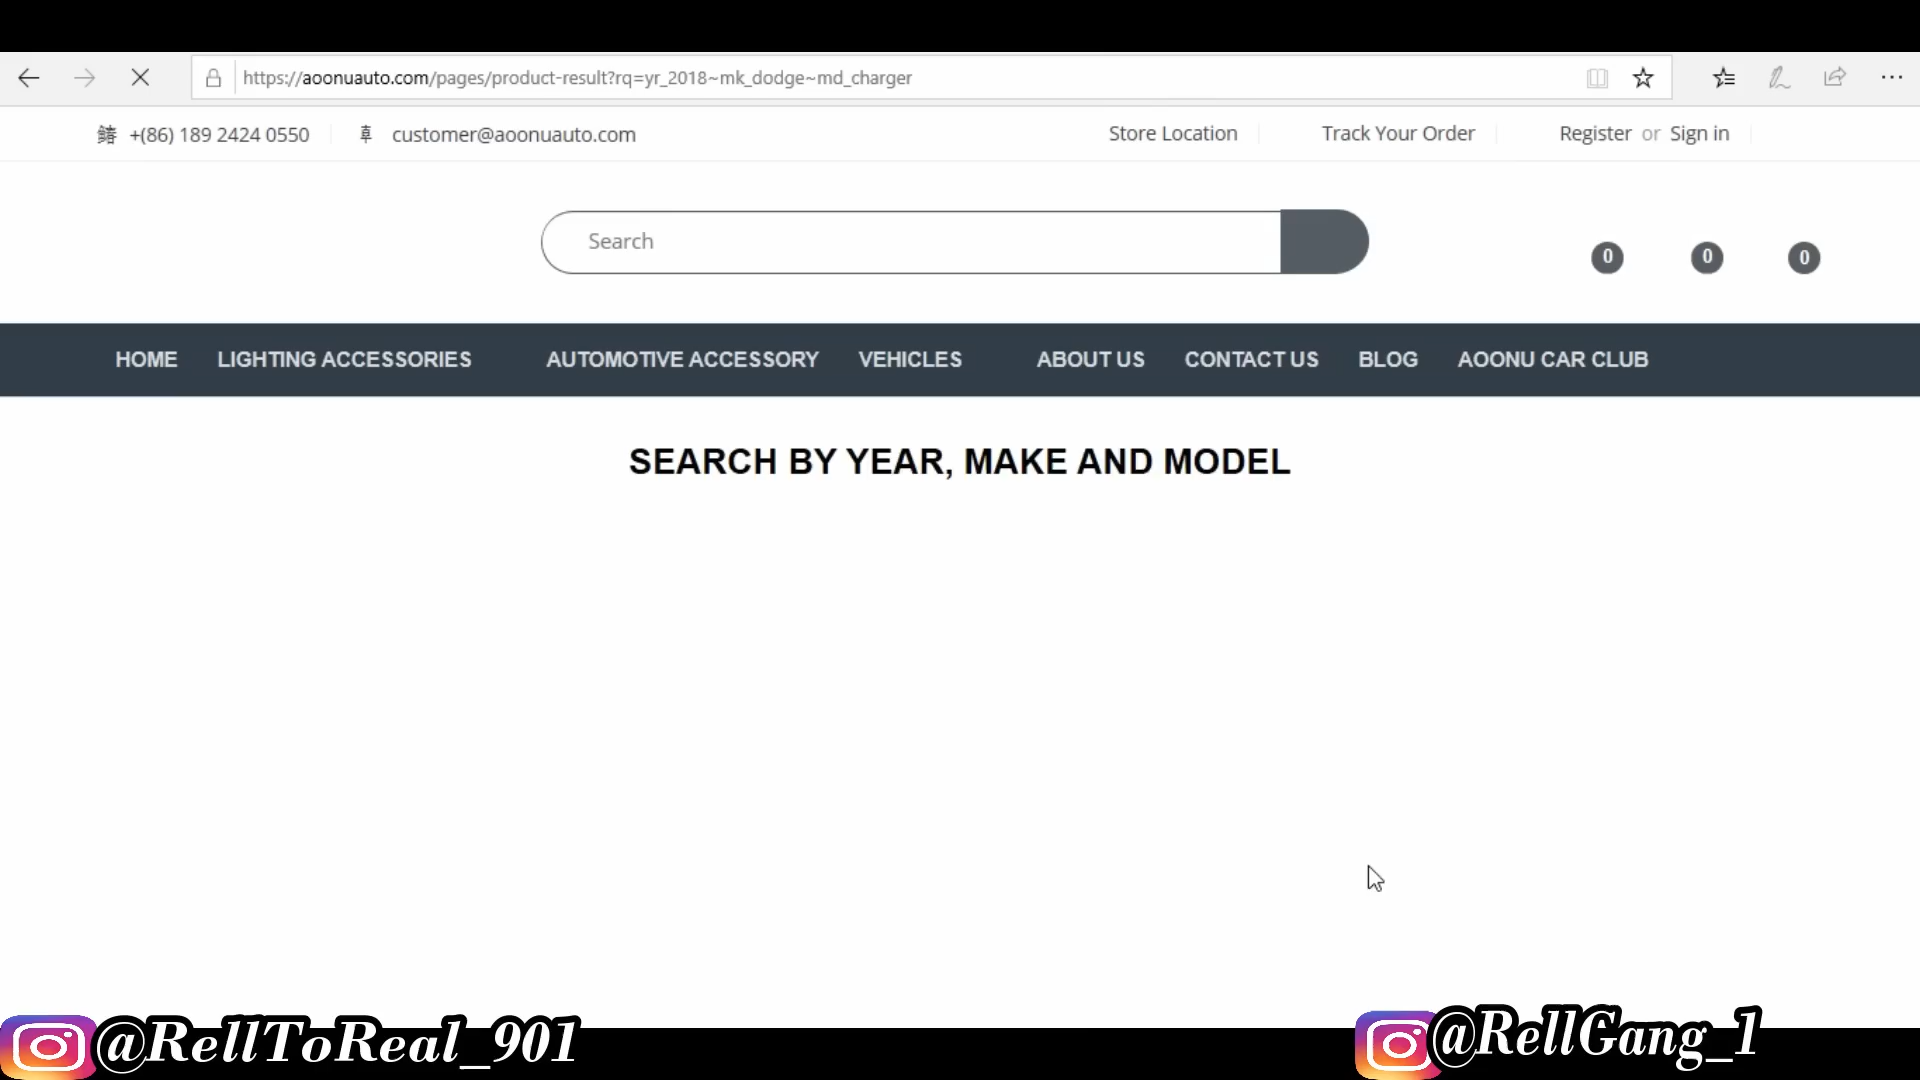 https://aoonuauto.com/pages/product-result?rq=yr_2018~mk_dodge~md_charger
+(86) 189 2424 0550 customer@aoonuauto.com Store Location Track Your Order Register or Sign in
Search
0 0 0
HOME LIGHTING ACCESSORIES AUTOMOTIVE ACCESSORY VEHICLES ABOUT US CONTACT US BLOG AOONU CAR CLUB
SEARCH BY YEAR, MAKE AND MODEL
@RellToReal_901 @RellGang_1